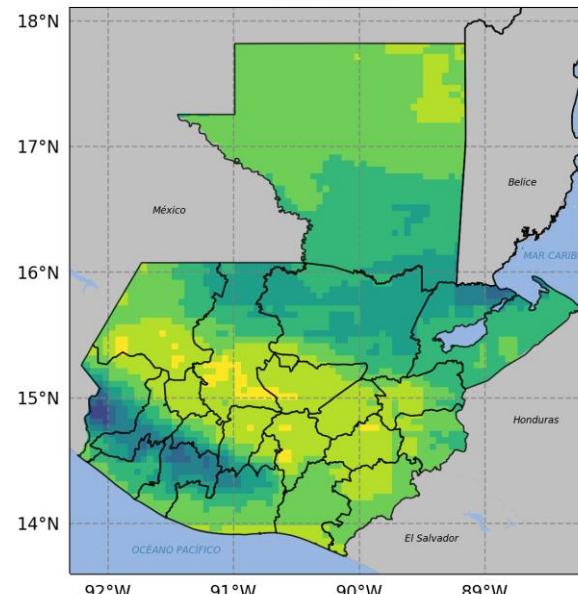 18°N
17°N
México
Belice
16°N
MAR CARIB
15°N
Honduras
14°N
El Salvador
OCÉANO PACÍFICO
92°W 91°W 90°W 89°W